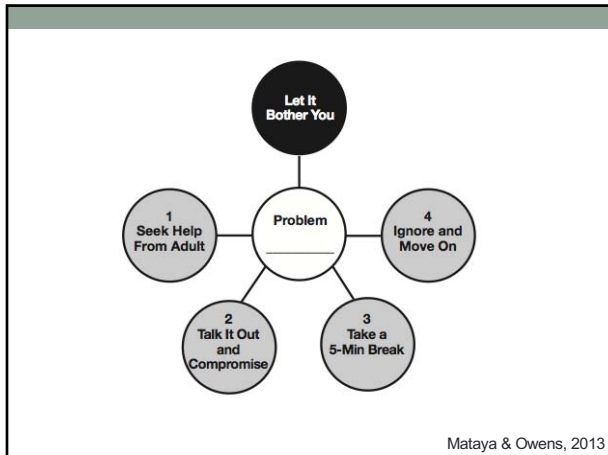 Let It
Bother You
Problem
1
Seek Help
From Adult
2
Talk It Out
and
Compromise
3
Take a
5-Min Break
4
Ignore and
Move On
Mataya & Owens, 2013